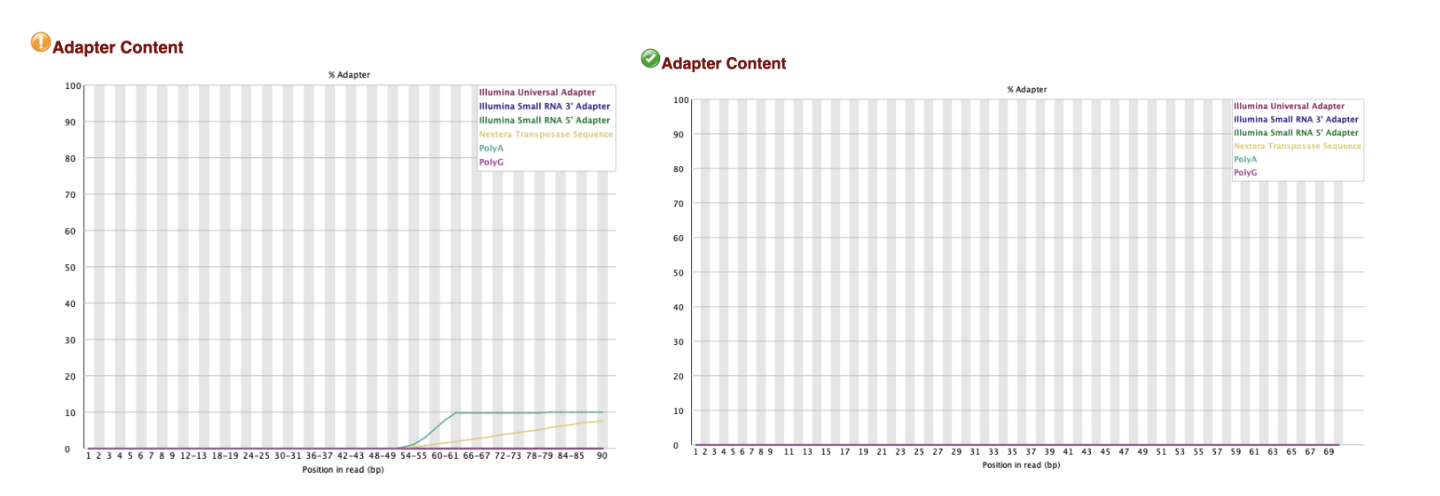 ! Adapter Content
% Adapter
100
90
80
70
60
50
40
30
20
10
0
Illumina Universal Adapter
Illumina Small RNA 3' Adapter
Illumina Small RNA 5' Adapter
Nextera Transposase Sequence
PolyA
PolyG
1 2 3 4 5 6 7 8 9 12-13 18-19 24-25 30-31 36-37 42-43 48-49 54-55 60-61 66-67 72-73 78-79 84-85 90
Position in read (bp)
Adapter Content
% Adapter
100
90
80
70
60
50
40
30
20
10
0
Illumina Universal Adapter
Illumina Small RNA 3' Adapter
Illumina Small RNA 5' Adapter
Nextera Transposase Sequence
PolyA
PolyG
1 2 3 4 5 6 7 8 9 11 13 15 17 19 21 23 25 27 29 31 33 35 37 39 41 43 45 47 49 51 53 55 57 59 61 63 65 67 69
Position in read (bp)